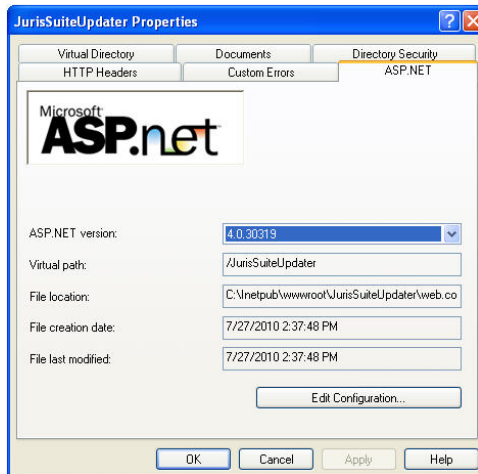 JurisSuiteUpdater Properties
Virtual Directory Documents Directory Security
HTTP Headers Custom Errors ASP.NET
Microsoft
ASP.net
ASP.NET version: 4.0.30319
Virtual path: /JurisSuiteUpdater
File location: C:\Inetpub\wwwroot\JurisSuiteUpdater\web.co
File creation date: 7/27/2010 2:37:48 PM
File last modified: 7/27/2010 2:37:48 PM
Edit Configuration...
OK Cancel Apply Help